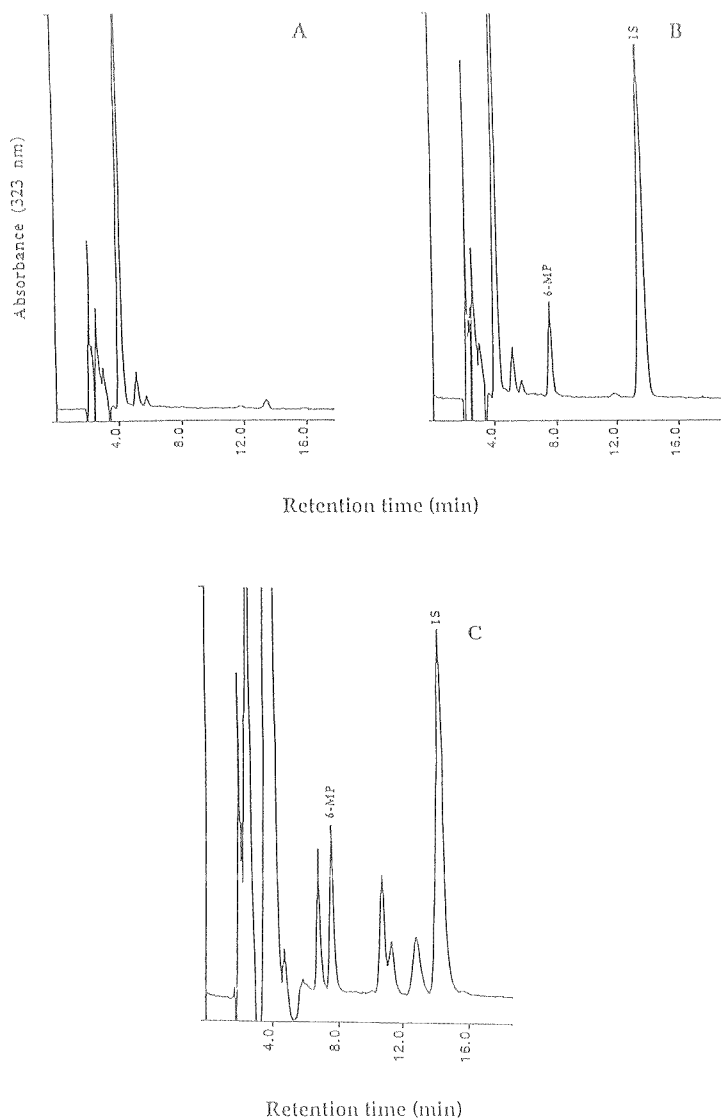 A
B
IS
6-MP
Absorbance (323 nm)
4.0
8.0
12.0
16.0
4.0
8.0
12.0
16.0
Retention time (min)
C
IS
6-MP
4.0
8.0
12.0
16.0
Retention time (min)